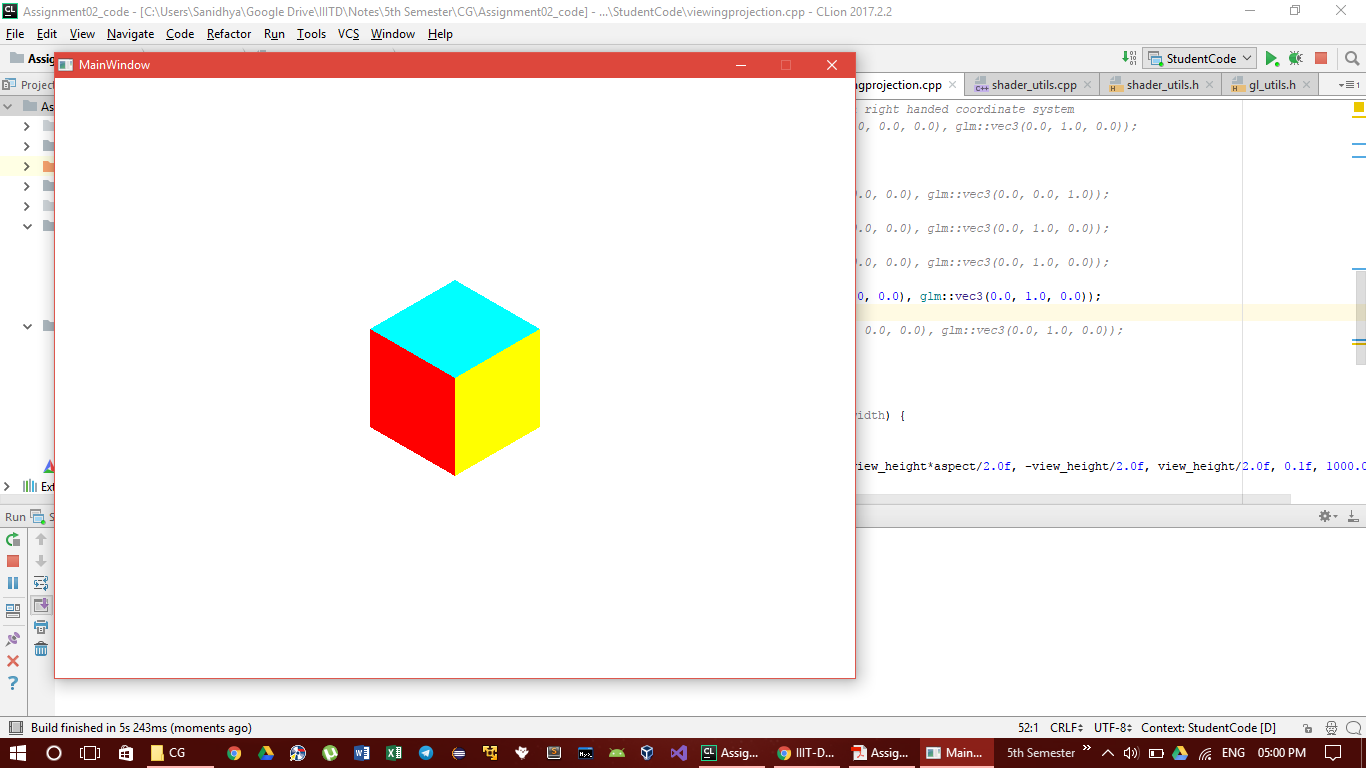 Assignment02_code - [C:\Users\Sanidhya\Google Drive\IIITD\Notes\5th Semester\CG\Assignment02_code] - ...\StudentCode\viewingprojection.cpp - CLion 2017.2.2
File Edit View Navigate Code Refactor Run Tools VCS Window Help
Assig
StudentCode
MainWindow
Projec
ngprojection.cpp shader_utils.cpp shader_utils.h gl_utils.h
As
right handed coordinate system
0, 0.0, 0.0), glm::vec3(0.0, 1.0, 0.0));
.0, 0.0), glm::vec3(0.0, 0.0, 1.0));
.0, 0.0), glm::vec3(0.0, 1.0, 0.0));
.0, 0.0), glm::vec3(0.0, 1.0, 0.0));
0, 0.0), glm::vec3(0.0, 1.0, 0.0));
0.0, 0.0), glm::vec3(0.0, 1.0, 0.0));
width) {
view_height*aspect/2.0f, -view_height/2.0f, view_height/2.0f, 0.1f, 1000.0
Ext
Run S
Build finished in 5s 243ms (moments ago)
52:1 CRLF UTF-8 Context: StudentCode [D]
CG
Assig...
IIIT-D...
Assig...
Main...
5th Semester
ENG
05:00 PM